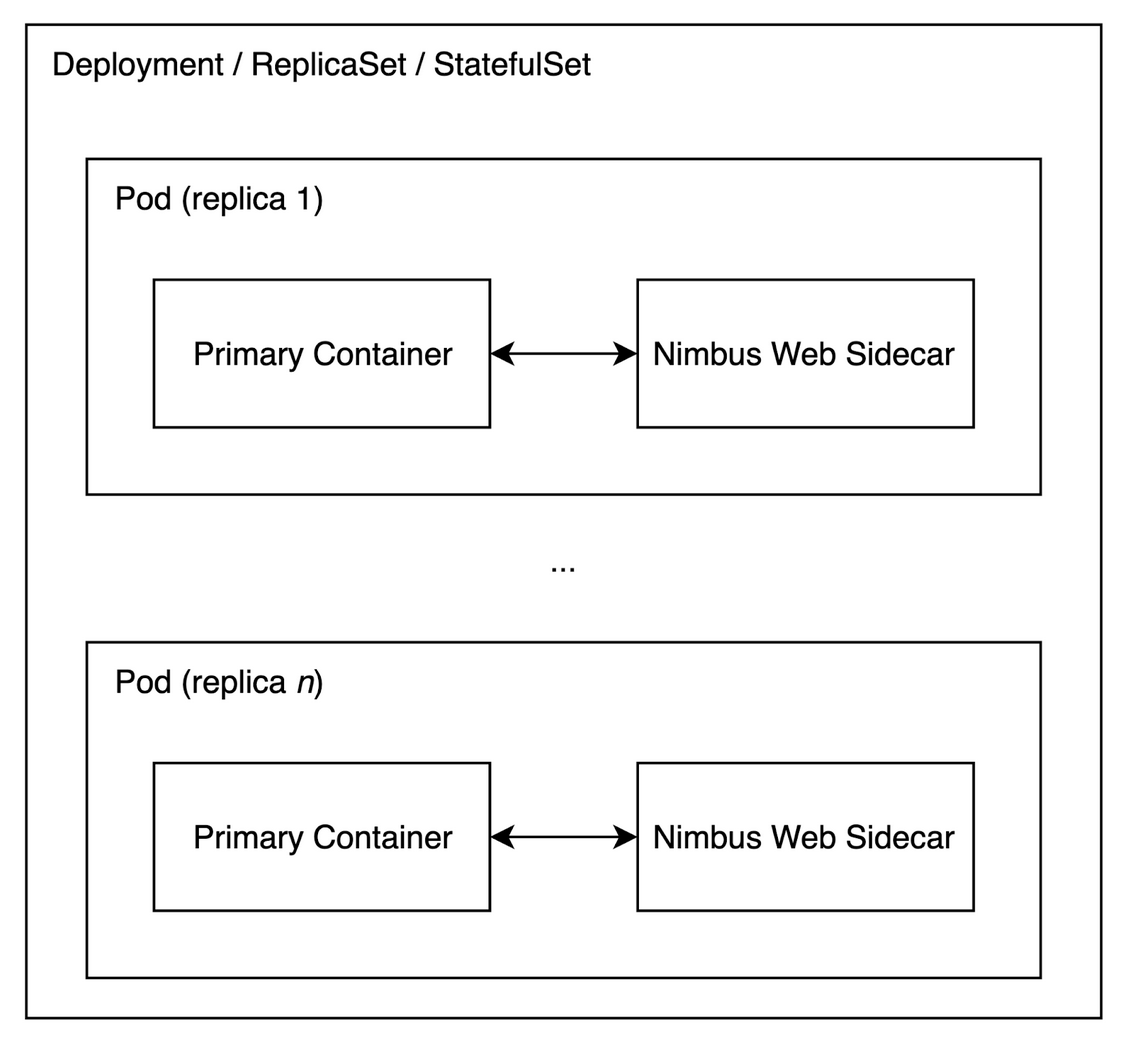 Deployment / ReplicaSet / StatefulSet
Pod (replica 1)
Primary Container
Nimbus Web Sidecar
...
Pod (replica n)
Primary Container
Nimbus Web Sidecar